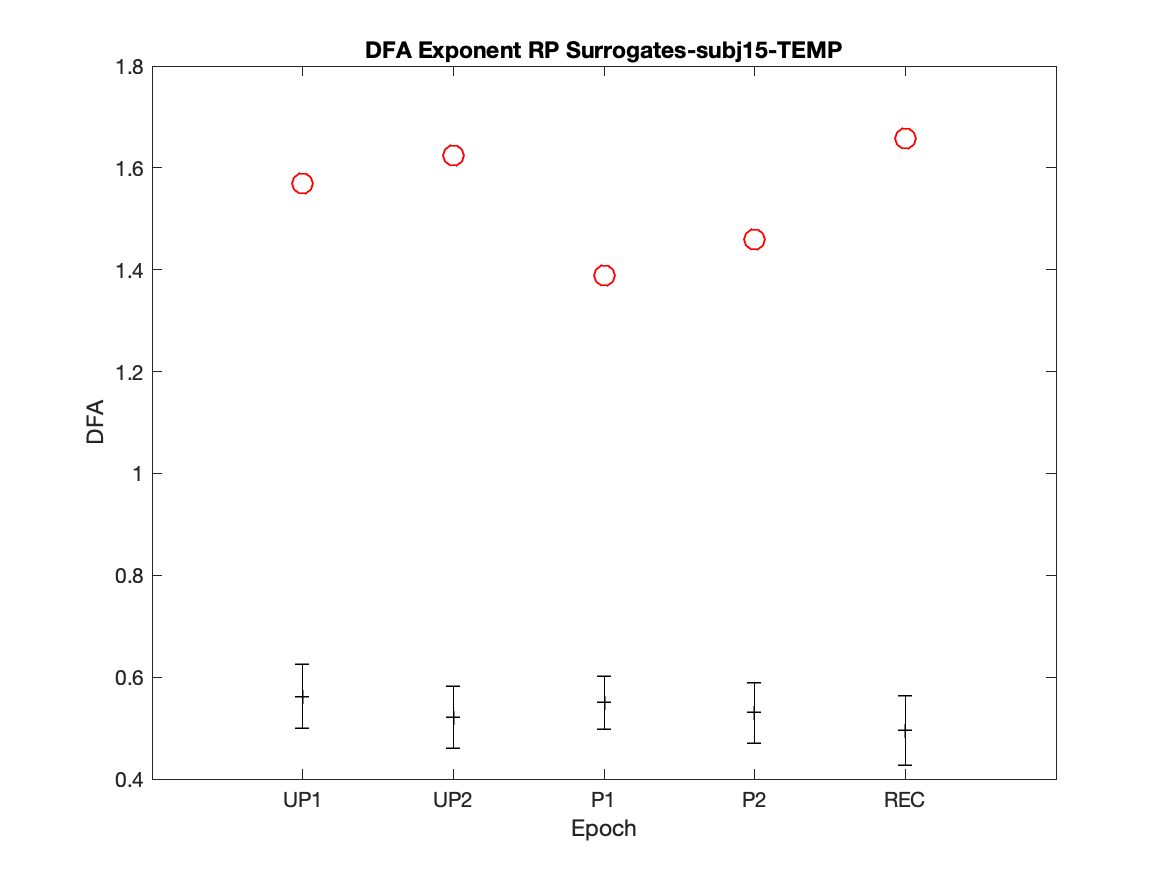 DFA Exponent RP Surrogates-subj15-TEMP
1.8
1.6
1.4
1.2
1
0.8
0.6
0.4
DFA
UP1 UP2 P1 P2 REC
Epoch